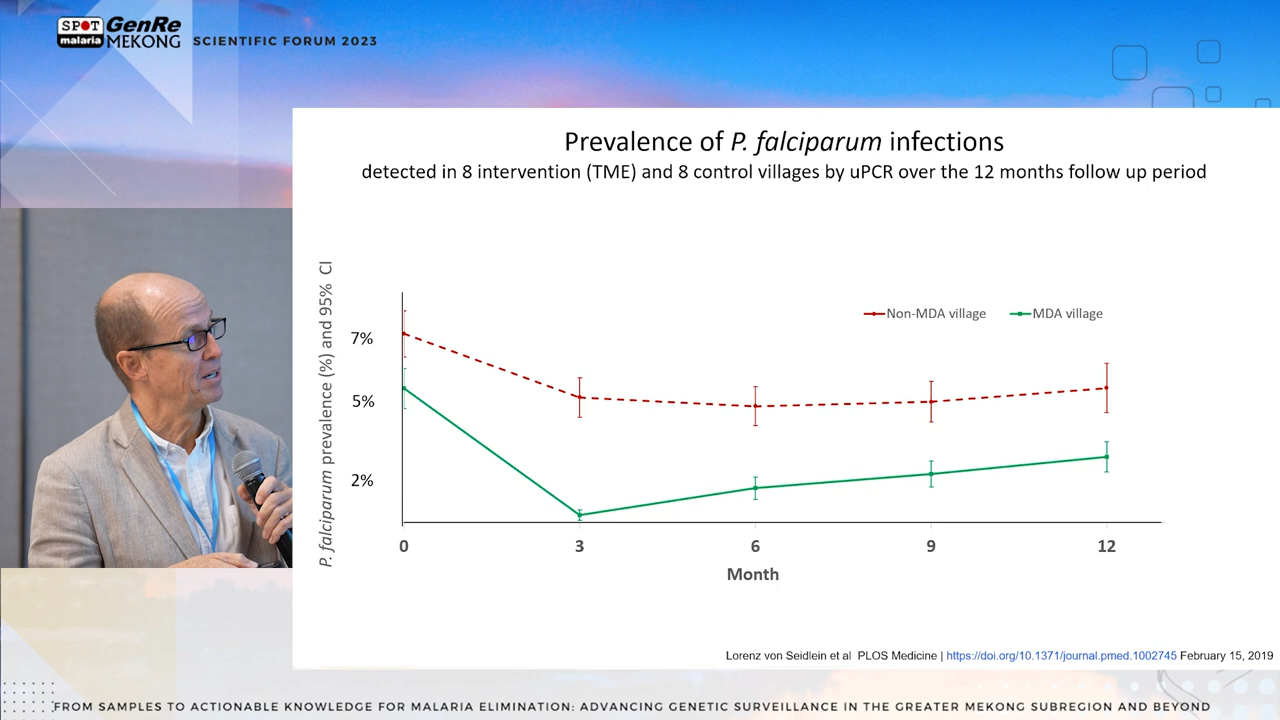 SPOT malaria GenRe MEKONG SCIENTIFIC FORUM 2023
Prevalence of P. falciparum infections
detected in 8 intervention (TME) and 8 control villages by uPCR over the 12 months follow up period
P. falciparum prevalence (%) and 95% CI
Non-MDA village MDA village
7%
5%
2%
0 3 6 9 12
Month
Lorenz von Seidlein et al PLOS Medicine | https://doi.org/10.1371/journal.pmed.1002745 February 15, 2019
FROM SAMPLES TO ACTIONABLE KNOWLEDGE FOR MALARIA ELIMINATION: ADVANCING GENETIC SURVEILLANCE IN THE GREATER MEKONG SUBREGION AND BEYOND